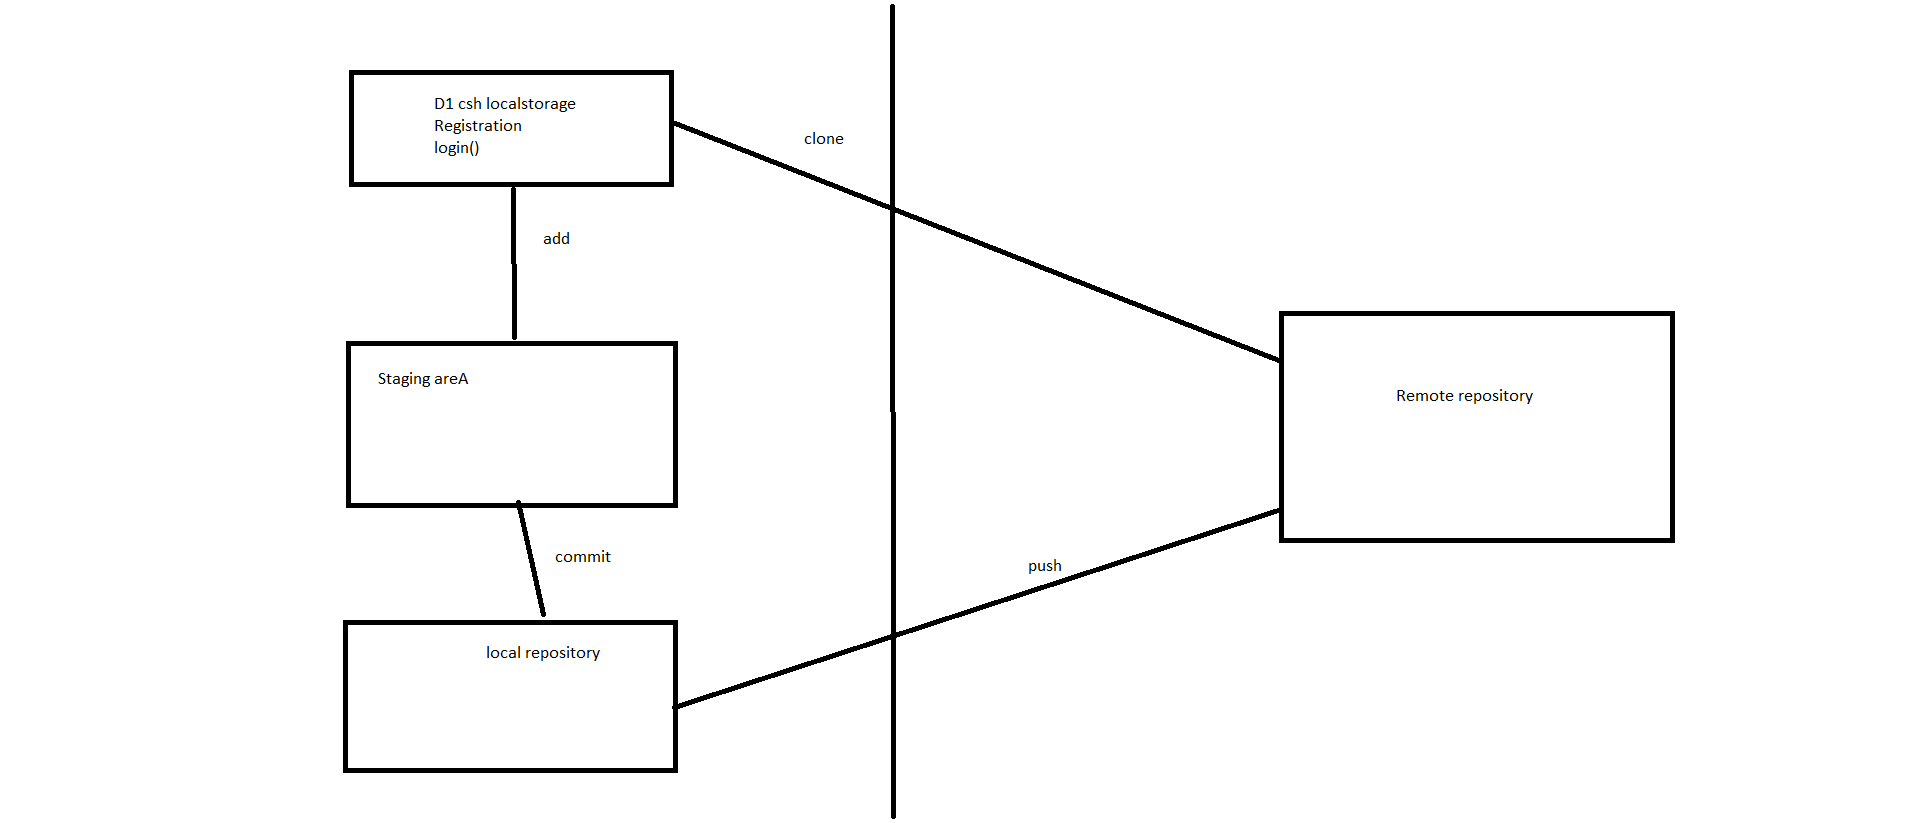 D1 csh localstorage
Registration
login()
clone
add
Staging areA
Remote repository
commit
push
local repository